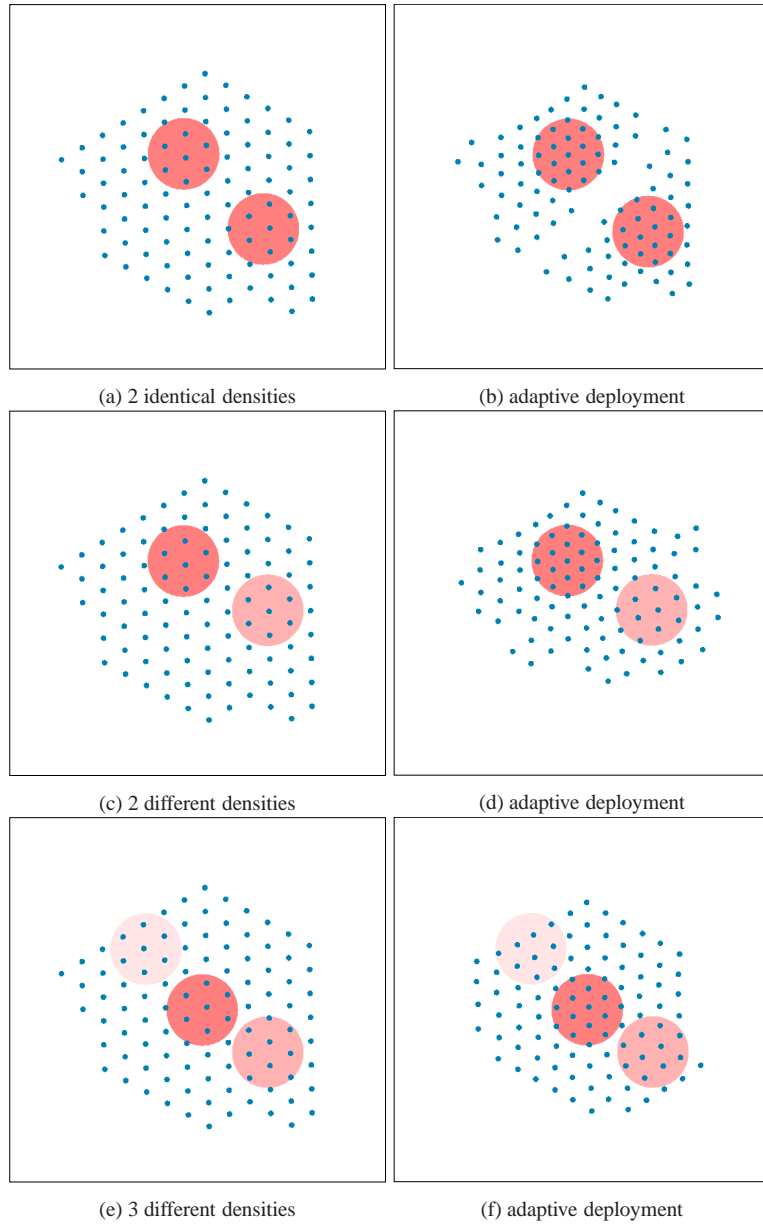 (a) 2 identical densities
(b) adaptive deployment
(c) 2 different densities
(d) adaptive deployment
(e) 3 different densities
(f) adaptive deployment